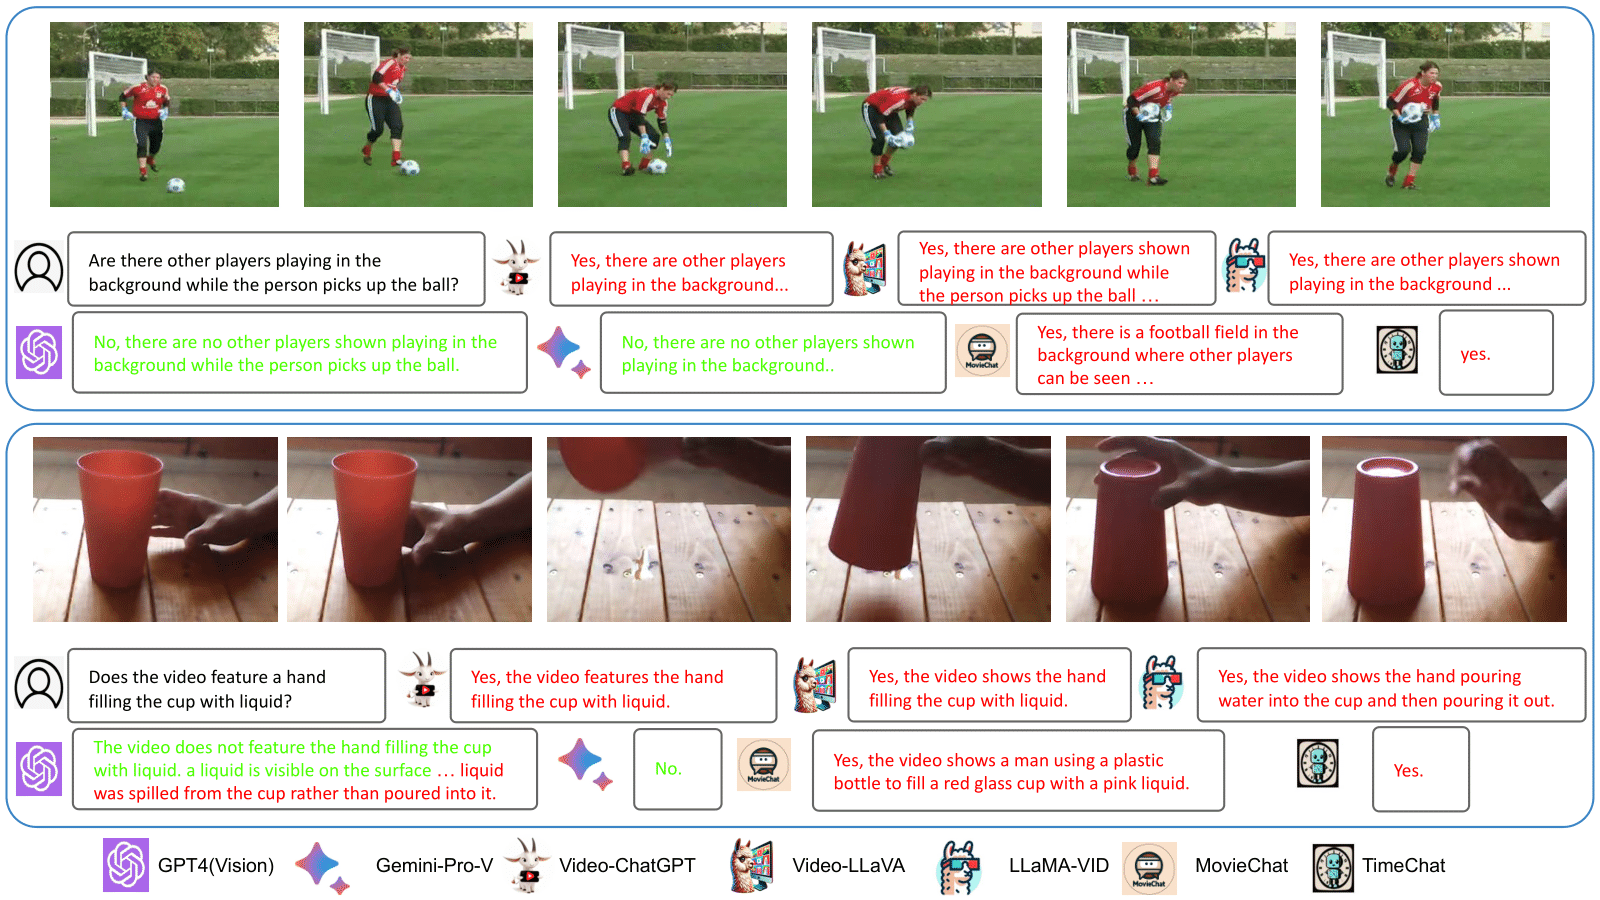 Are there other players playing in the
background while the person picks up the ball?
Yes, there are other players
playing in the background...
Yes, there are other players shown
playing in the background while
the person picks up the ball ...
Yes, there are other players shown
playing in the background ...
No, there are no other players shown playing in the
background while the person picks up the ball.
No, there are no other players shown
playing in the background..
MovieChat
Yes, there is a football field in the
background where other players
can be seen ...
yes.
Does the video feature a hand
filling the cup with liquid?
Yes, the video features the hand
filling the cup with liquid.
Yes, the video shows the hand
filling the cup with liquid.
Yes, the video shows the hand pouring
water into the cup and then pouring it out.
The video does not feature the hand filling the cup
with liquid. a liquid is visible on the surface ... liquid
was spilled from the cup rather than poured into it.
No.
MovieChat
Yes, the video shows a man using a plastic
bottle to fill a red glass cup with a pink liquid.
Yes.
GPT4(Vision)
Gemini-Pro-V
Video-ChatGPT
Video-LLaVA
LLaMA-VID
MovieChat
MovieChat
TimeChat